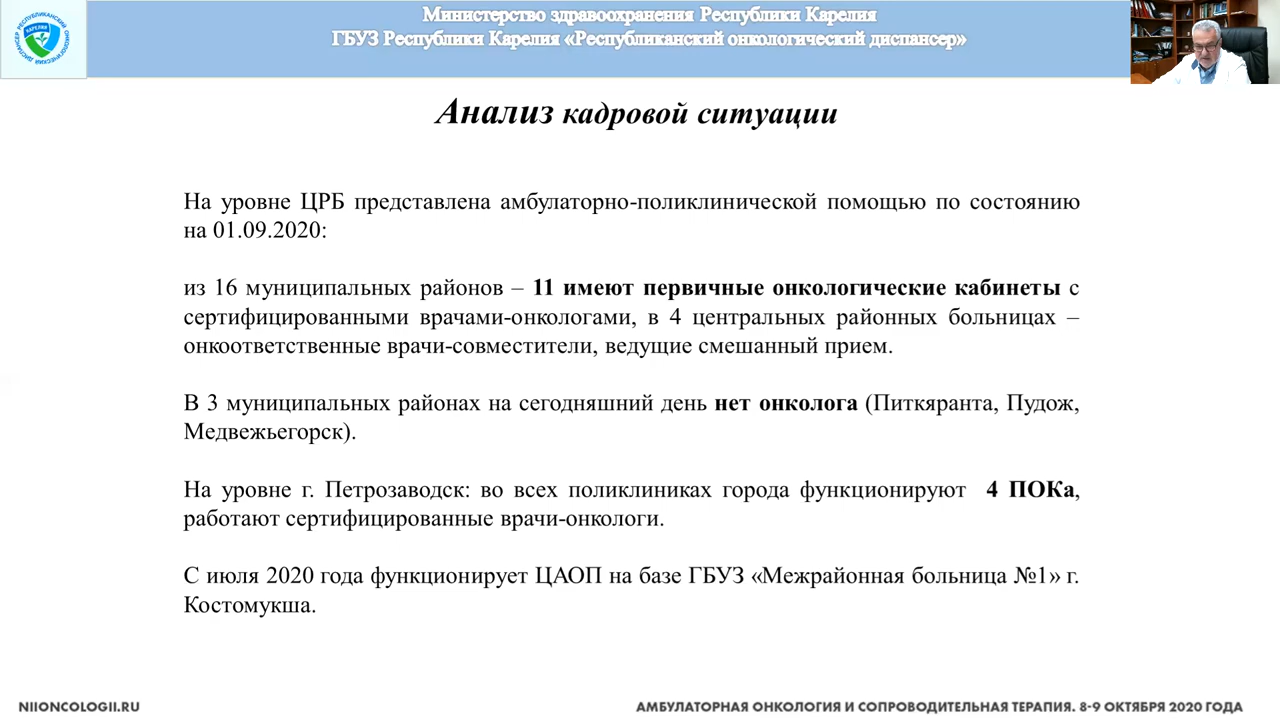 РЕСПУБЛИКАНСКИЙ ОНКОЛОГИЧЕСКИЙ ДИСПАНСЕР
КАРЕЛИЯ
Министерство здравоохранения Республики Карелия
ГБУЗ Республики Карелия «Республиканский онкологический диспансер»
Анализ кадровой ситуации
На уровне ЦРБ представлена амбулаторно-поликлинической помощью по состоянию
на 01.09.2020:
из 16 муниципальных районов – 11 имеют первичные онкологические кабинеты с
сертифицированными врачами-онкологами, в 4 центральных районных больницах –
онкоответственные врачи-совместители, ведущие смешанный прием.
В 3 муниципальных районах на сегодняшний день нет онколога (Питкяранта, Пудож,
Медвежьегорск).
На уровне г. Петрозаводск: во всех поликлиниках города функционируют 4 ПОКа,
работают сертифицированные врачи-онкологи.
С июля 2020 года функционирует ЦАОП на базе ГБУЗ «Межрайонная больница №1» г.
Костомукша.
NIIONCOLOGII.RU
АМБУЛАТОРНАЯ ОНКОЛОГИЯ И СОПРОВОДИТЕЛЬНАЯ ТЕРАПИЯ. 8-9 ОКТЯБРЯ 2020 ГОДА